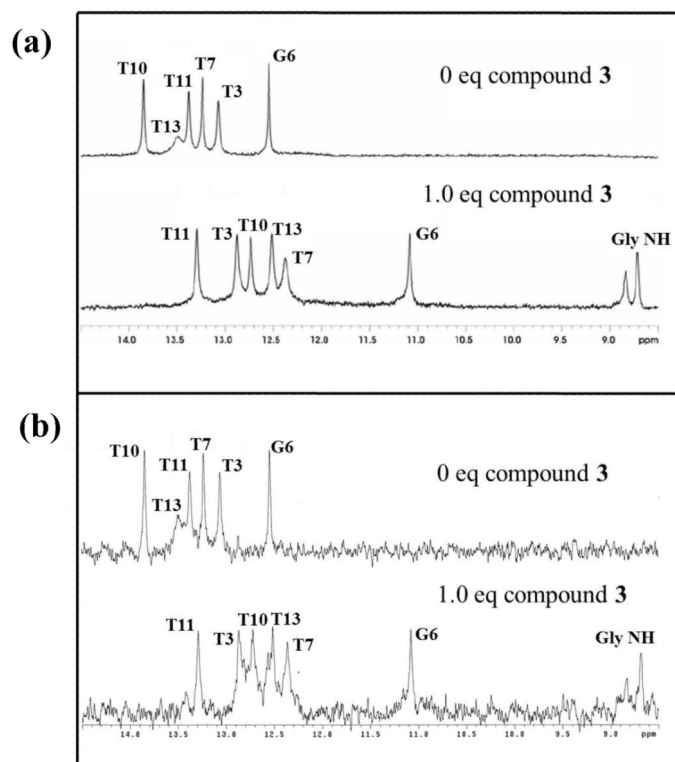 (a)
T10
T13
T11
T7
T3
G6
0 eq compound 3
1.0 eq compound 3
T11
T3
T10
T13
T7
G6
Gly NH
14.0 13.5 13.0 12.5 12.0 11.5 11.0 10.5 10.0 9.5 9.0 ppm
(b)
T10
T13
T11
T7
T3
G6
0 eq compound 3
1.0 eq compound 3
T11
T3
T10
T13
T7
G6
Gly NH
14.0 13.5 13.0 12.5 12.0 11.5 11.0 10.5 10.0 9.5 9.0 ppm